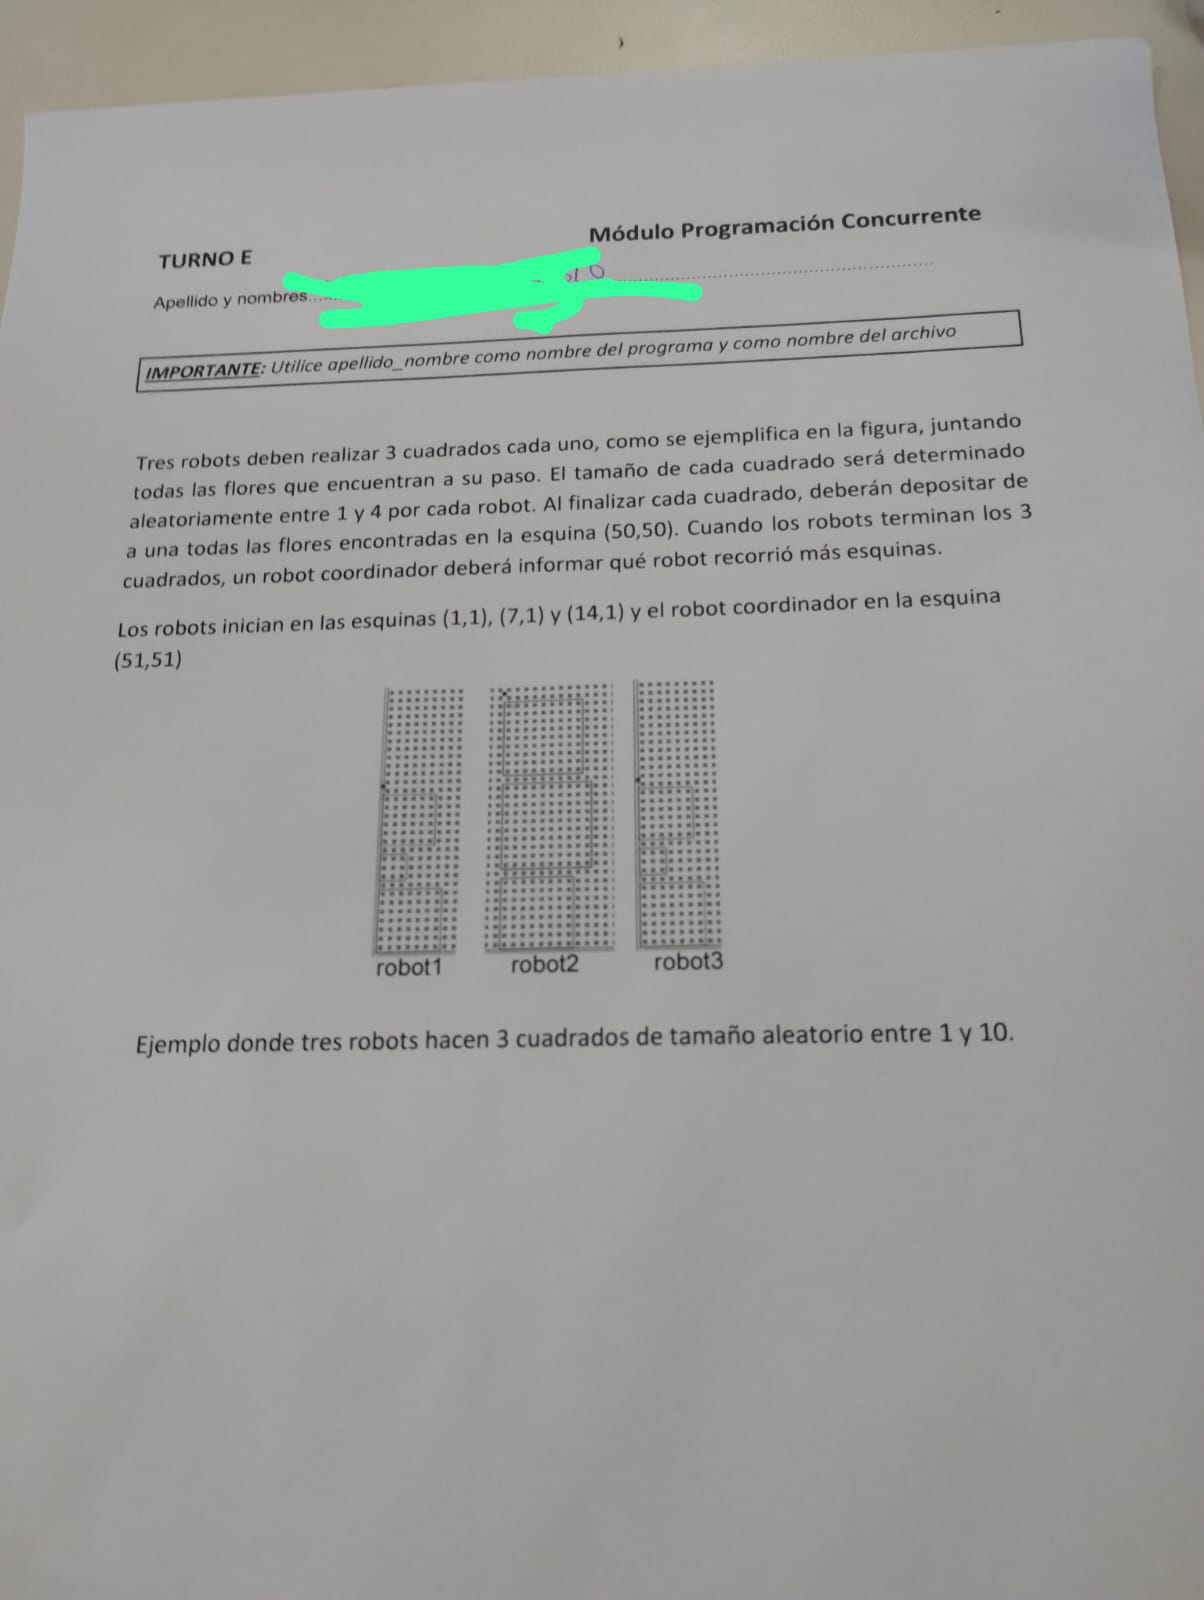 Módulo Programación Concurrente
TURNO E
Apellido y nombres
IMPORTANTE: Utilice apellido_nombre como nombre del programa y como nombre del archivo
Tres robots deben realizar 3 cuadrados cada uno, como se ejemplifica en la figura, juntando
todas las flores que encuentran a su paso. El tamaño de cada cuadrado será determinado
aleatoriamente entre 1 y 4 por cada robot. Al finalizar cada cuadrado, deberán depositar de
a una todas las flores encontradas en la esquina (50,50). Cuando los robots terminan los 3
cuadrados, un robot coordinador deberá informar qué robot recorrió más esquinas.
Los robots inician en las esquinas (1,1), (7,1) y (14,1) y el robot coordinador en la esquina
(51,51)
robot1 robot2 robot3
Ejemplo donde tres robots hacen 3 cuadrados de tamaño aleatorio entre 1 y 10.